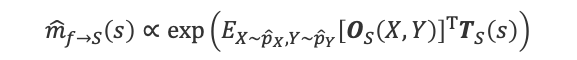 m̂_{f→S}(s) ∝ exp(E_{X~p̂_X,Y~p̂_Y}[O_S(X,Y)]^T T_S(s))